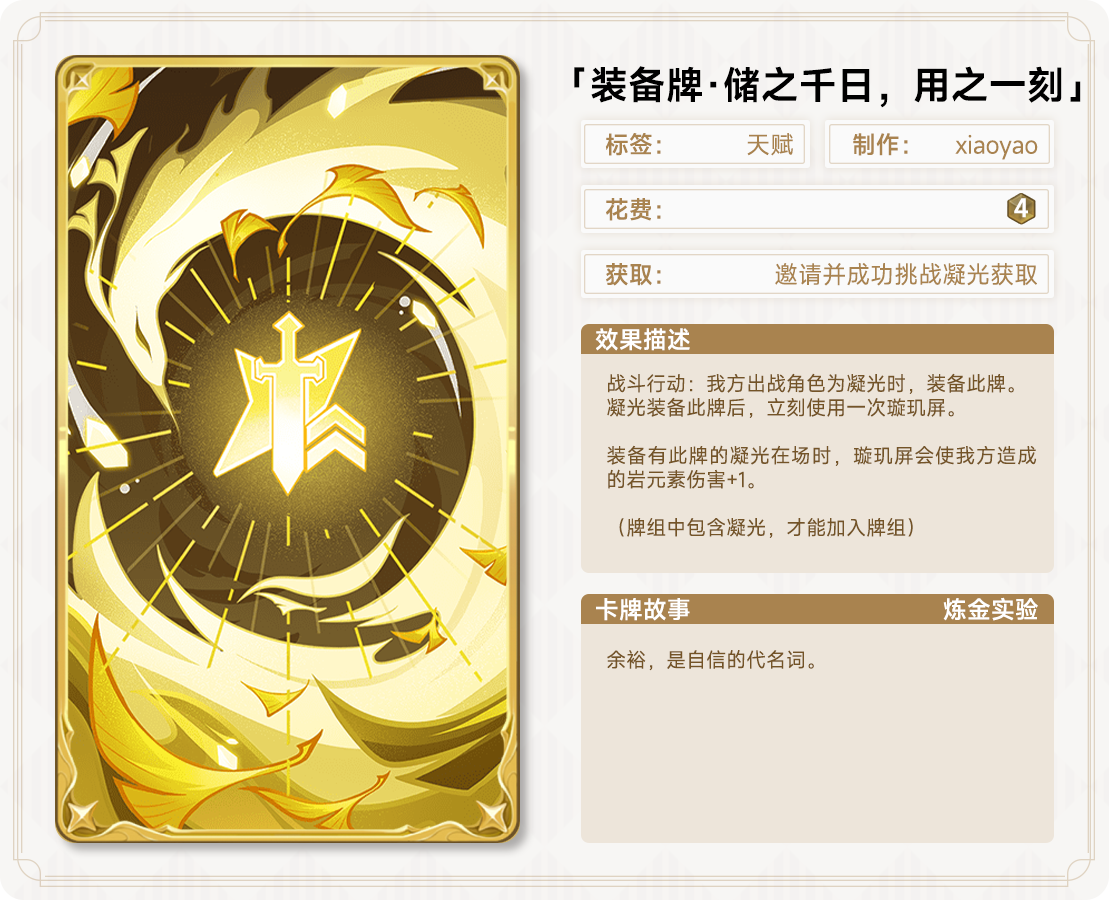 「装备牌·储之千日，用之一刻」
标签： 天赋
制作： xiaoyao
花费： 4
获取： 邀请并成功挑战凝光获取
效果描述
战斗行动：我方出战角色为凝光时，装备此牌。
凝光装备此牌后，立刻使用一次璇玑屏。
装备有此牌的凝光在场时，璇玑屏会使我方造成
的岩元素伤害+1。
（牌组中包含凝光，才能加入牌组）
卡牌故事 炼金实验
余裕，是自信的代名词。